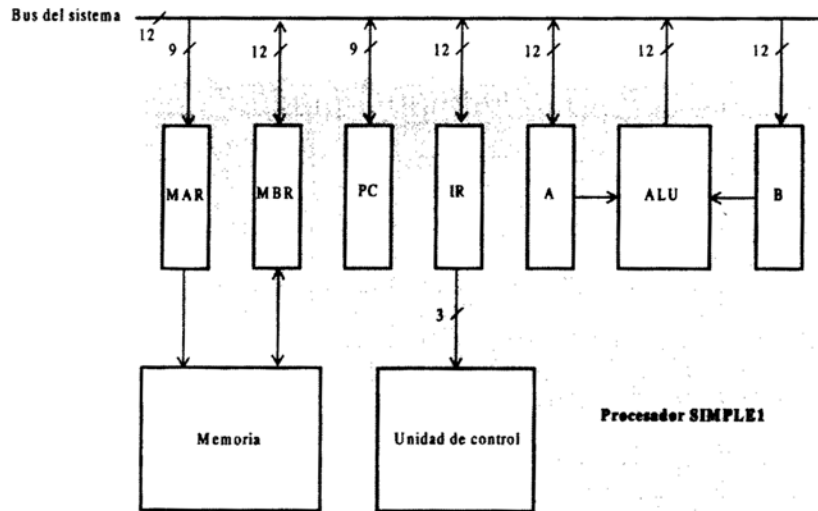 Bus del sistema
12
9
12
9
12
12
12
12
MAR
MBR
PC
IR
A
ALU
B
3
Memoria
Unidad de control
Procesador SIMPLE1